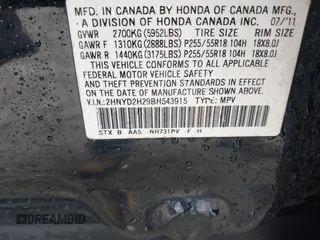 MFD. IN CANADA BY HONDA OF CANADA MFG.,
A DIVISION OF HONDA CANADA INC. 07/'11
GVWR 2700KG(5952LBS) TIRE SIZE RIM SIZE
GAWR F 1310KG(2888LBS) P255/55R18 104H 18X8.0J
GAWR R 1440KG(3175LBS) P255/55R18 104H 18X8.0J
THIS VEHICLE CONFORMS TO ALL APPLICABLE
FEDERAL MOTOR VEHICLE SAFETY
AND THEFT PREVENTION STANDARDS IN EFFECT ON THE
DATE OF MANUFACTURE SHOWN ABOVE.
V.I.N.:2HNYD2H29BH543915 TYPE: MPV
STX B AA5 NH731PV -F -H
DREAMBID